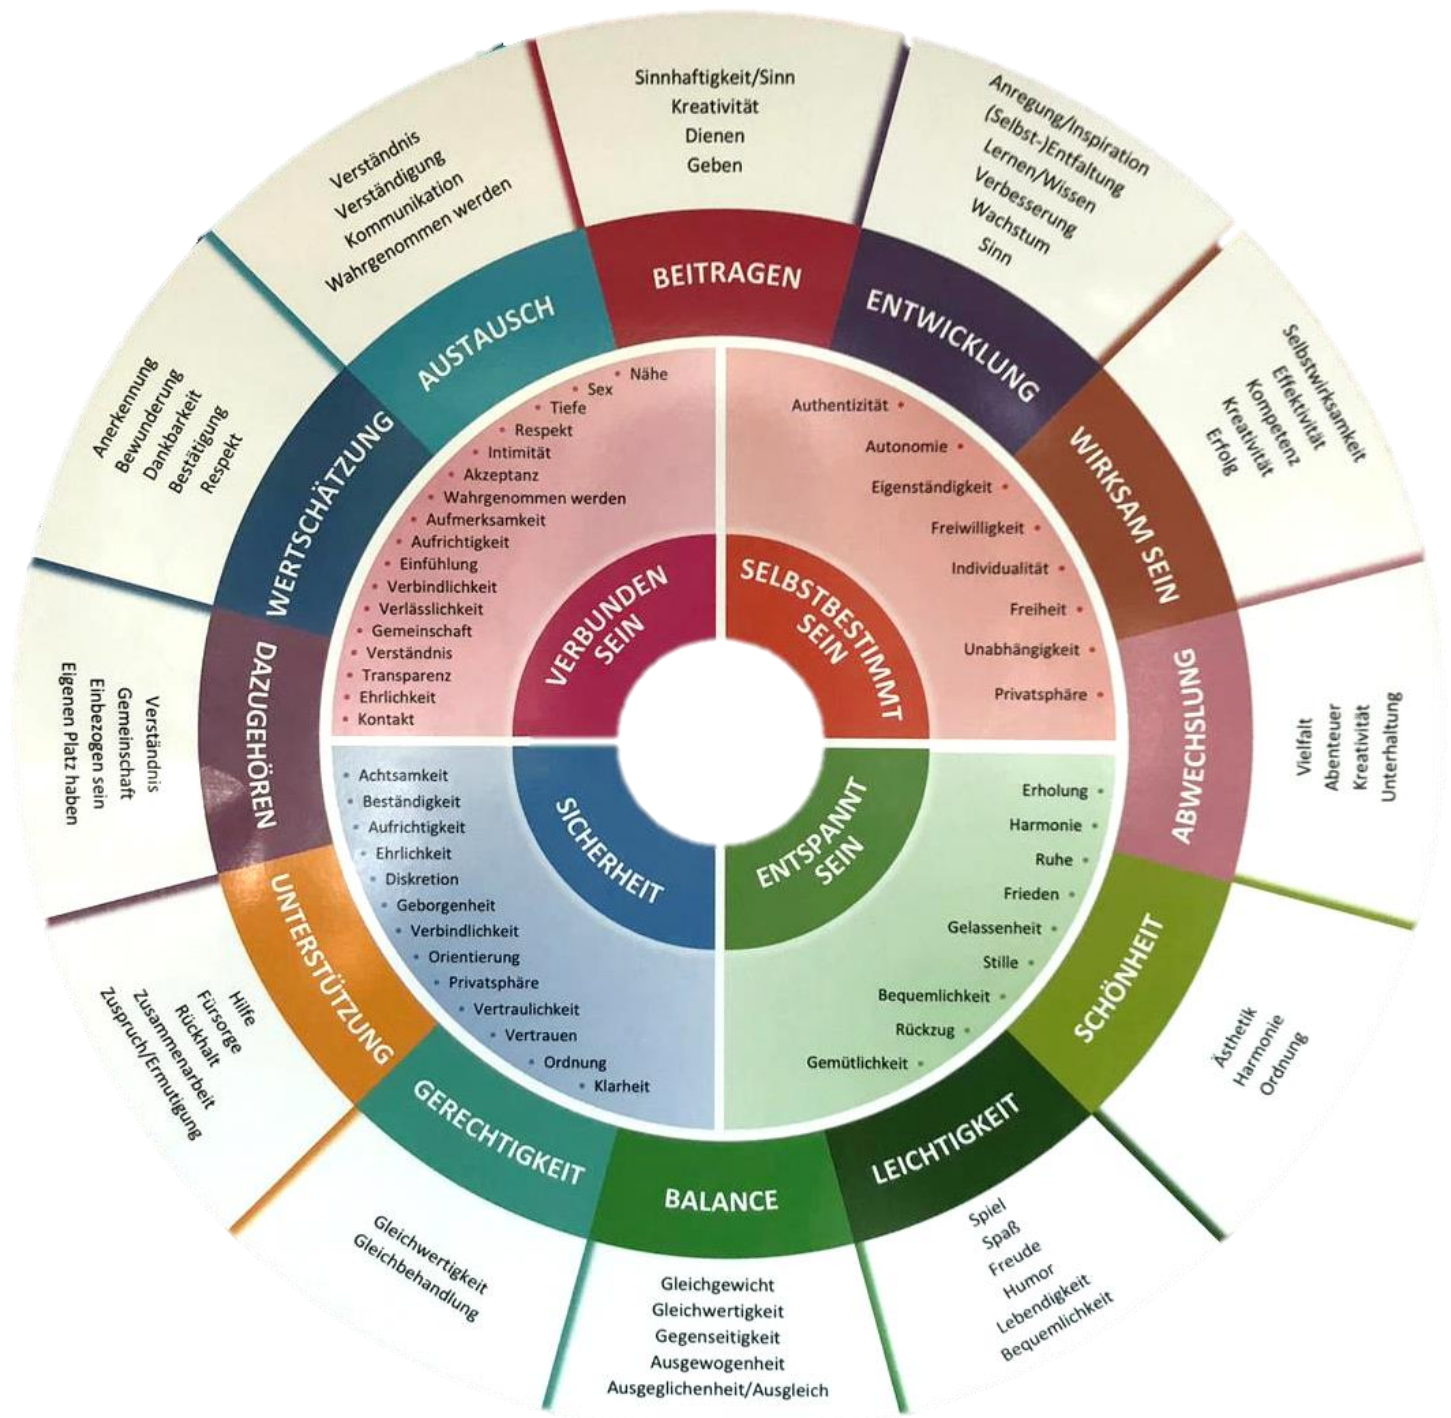 Sinnhaftigkeit/Sinn
Kreativität
Dienen
Geben
BEITRAGEN
Anregung/Inspiration
(Selbst-)Entfaltung
Lernen/Wissen
Verbesserung
Wachstum
Sinn
ENTWICKLUNG
Selbstwirksamkeit
Effektivität
Kompetenz
Kreativität
Erfolg
WIRKSAM SEIN
Vielfalt
Abenteuer
Kreativität
Unterhaltung
ABWECHSLUNG
Ästhetik
Harmonie
Ordnung
SCHÖNHEIT
Spiel
Spaß
Freude
Humor
Lebendigkeit
Bequemlichkeit
LEICHTIGKEIT
BALANCE
Gleichgewicht
Gleichwertigkeit
Gegenseitigkeit
Ausgewogenheit
Ausgeglichenheit/Ausgleich
GERECHTIGKEIT
Gleichwertigkeit
Gleichbehandlung
UNTERSTÜTZUNG
Hilfe
Fürsorge
Rückhalt
Zusammenarbeit
Zuspruch/Ermutigung
DAZUGEHÖREN
Verständnis
Gemeinschaft
Einbezogen sein
Eigenen Platz haben
WERTSCHÄTZUNG
Anerkennung
Bewunderung
Dankbarkeit
Bestätigung
Respekt
AUSTAUSCH
Verständnis
Verständigung
Kommunikation
Wahrgenommen werden
• Nähe
• Sex
• Tiefe
• Respekt
• Intimität
• Akzeptanz
• Wahrgenommen werden
• Aufmerksamkeit
• Aufrichtigkeit
• Einfühlung
• Verbindlichkeit
• Verlässlichkeit
• Gemeinschaft
• Verständnis
• Transparenz
• Ehrlichkeit
• Kontakt
VERBUNDEN
SEIN
Authentizität •
Autonomie •
Eigenständigkeit •
Freiwilligkeit •
Individualität •
Freiheit •
Unabhängigkeit •
Privatsphäre •
SELBSTBESTIMMT
SEIN
• Achtsamkeit
• Beständigkeit
• Aufrichtigkeit
• Ehrlichkeit
• Diskretion
• Geborgenheit
• Verbindlichkeit
• Orientierung
• Privatsphäre
• Vertraulichkeit
• Vertrauen
• Ordnung
• Klarheit
SICHERHEIT
Erholung •
Harmonie •
Ruhe •
Frieden •
Gelassenheit •
Stille •
Bequemlichkeit •
Rückzug •
Gemütlichkeit •
ENTSPANNT
SEIN